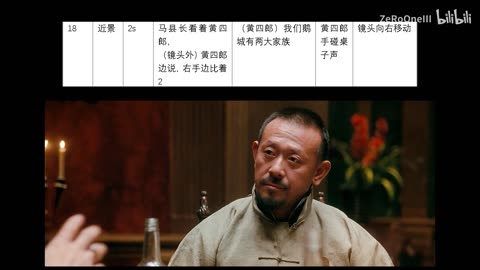 ZeRoOneIII bilibili
18 近景 2s 马县长看着黄四 (黄四郎)我们鹅 黄四郎 镜头向右移动
郎, 城有两大家族 手碰桌
(镜头外)黄四郎 子声
边说,右手边比着
2